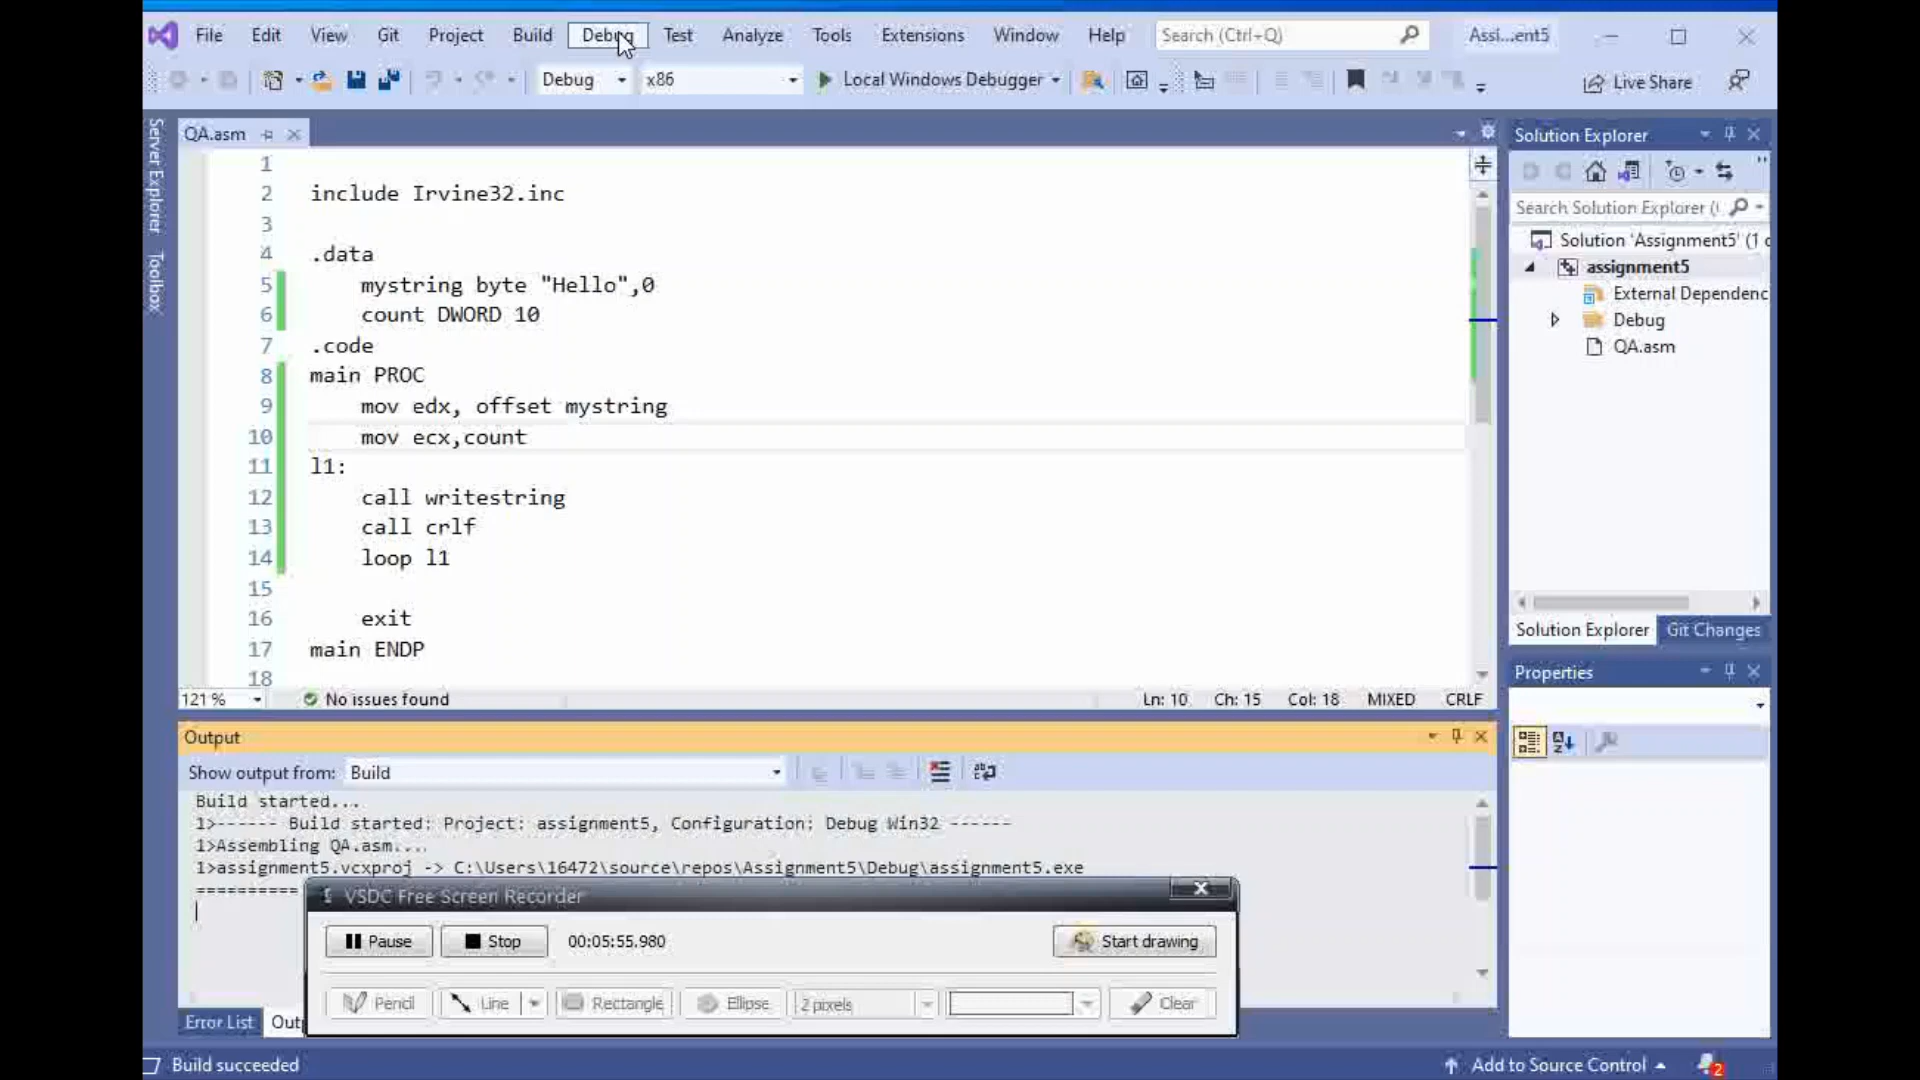 File Edit View Git Project Build Debug Test Analyze Tools Extensions Window Help Search (Ctrl+Q) Assi...ent5
Debug x86 Local Windows Debugger Live Share
Server Explorer
Toolbox
QA.asm
1
2 include Irvine32.inc
3
4 .data
5 mystring byte "Hello",0
6 count DWORD 10
7 .code
8 main PROC
9 mov edx, offset mystring
10 mov ecx,count
11 l1:
12 call writestring
13 call crlf
14 loop l1
15
16 exit
17 main ENDP
18
121 % No issues found Ln: 10 Ch: 15 Col: 18 MIXED CRLF
Solution Explorer
Search Solution Explorer (
Solution 'Assignment5' (1
assignment5
External Dependenc
Debug
QA.asm
Solution Explorer Git Changes
Properties
Output
Show output from: Build
Build started...
1>------ Build started: Project: assignment5, Configuration: Debug Win32 ------
1>Assembling QA.asm...
1>assignment5.vcxproj -> C:\Users\16472\source\repos\Assignment5\Debug\assignment5.exe
==========
VSDC Free Screen Recorder
Pause Stop 00:05:55.980 Start drawing
Pencil Line Rectangle Ellipse 2 pixels Clear
Error List
Build succeeded Add to Source Control 2